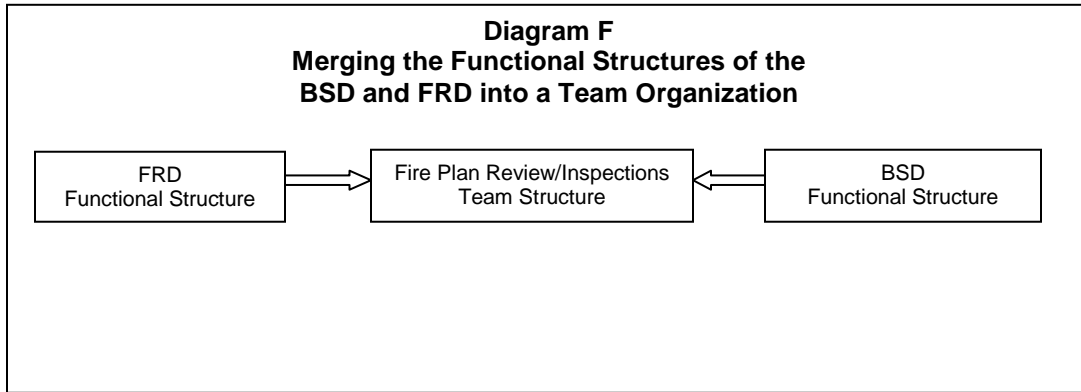 Diagram F
Merging the Functional Structures of the
BSD and FRD into a Team Organization
FRD
Functional Structure
Fire Plan Review/Inspections
Team Structure
BSD
Functional Structure